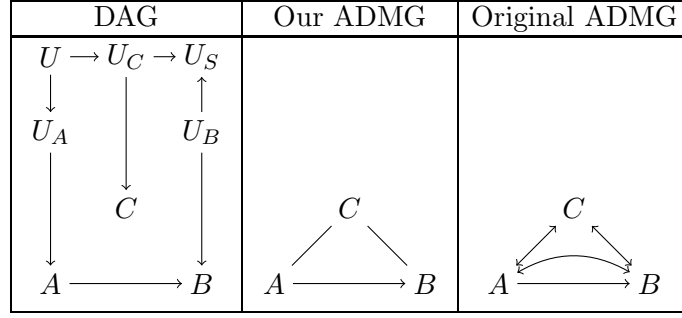 DAG Our ADMG Original ADMG
U U_C U_S
U_A U_B
C C C
A B A B A B